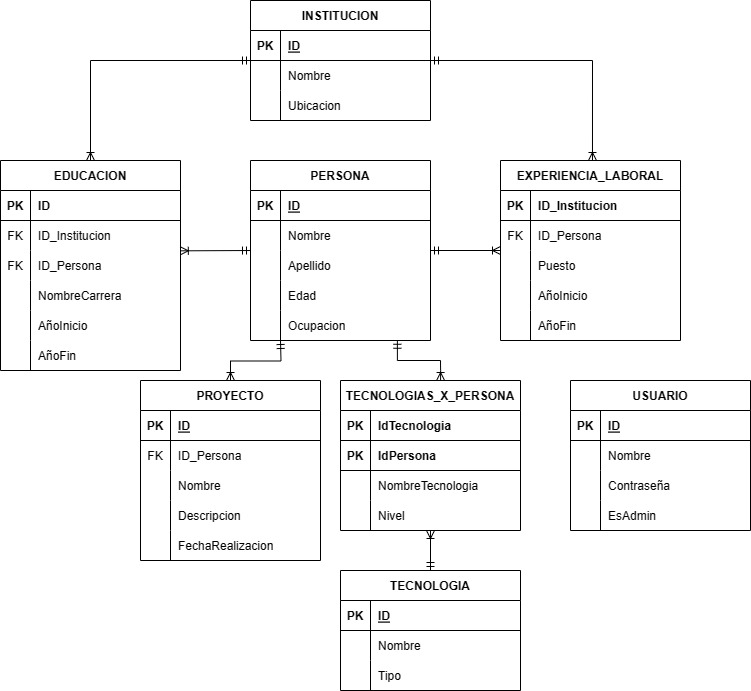 INSTITUCION
PK ID
Nombre
Ubicacion
EDUCACION
PK ID
FK ID_Institucion
FK ID_Persona
NombreCarrera
AñoInicio
AñoFin
PERSONA
PK ID
Nombre
Apellido
Edad
Ocupacion
EXPERIENCIA_LABORAL
PK ID_Institucion
FK ID_Persona
Puesto
AñoInicio
AñoFin
PROYECTO
PK ID
FK ID_Persona
Nombre
Descripcion
FechaRealizacion
TECNOLOGIAS_X_PERSONA
PK IdTecnologia
PK IdPersona
NombreTecnologia
Nivel
USUARIO
PK ID
Nombre
Contraseña
EsAdmin
TECNOLOGIA
PK ID
Nombre
Tipo